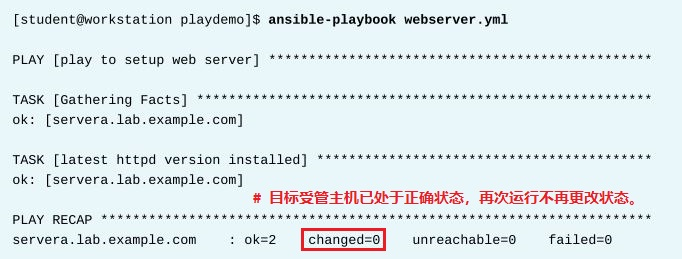 [student@workstation playdemo]$ ansible-playbook webserver.yml
PLAY [play to setup web server] ************************************************
TASK [Gathering Facts] *********************************************************
ok: [servera.lab.example.com]
TASK [latest httpd version installed] ******************************************
ok: [servera.lab.example.com]
# 目标受管主机已处于正确状态，再次运行不再更改状态。
PLAY RECAP *********************************************************************
servera.lab.example.com    : ok=2    changed=0    unreachable=0    failed=0